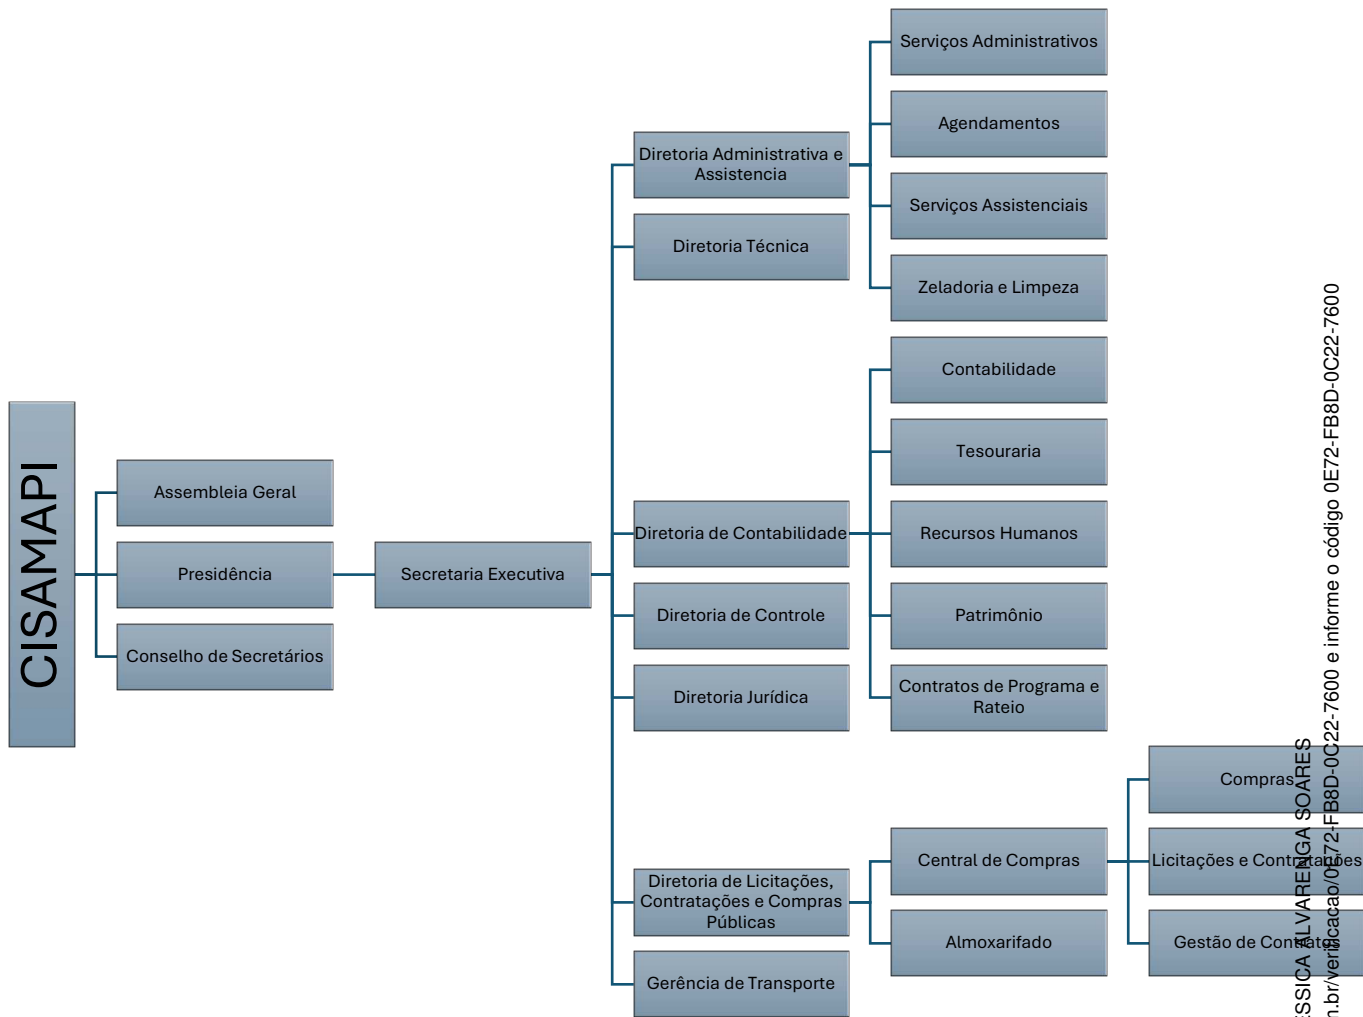 CISAMAPI
Assembleia Geral
Presidência
Conselho de Secretários
Secretaria Executiva
Diretoria Administrativa e
Assistencia
Diretoria Técnica
Diretoria de Contabilidade
Diretoria de Controle
Diretoria Jurídica
Diretoria de Licitações,
Contratações e Compras
Públicas
Gerência de Transporte
Serviços Administrativos
Agendamentos
Serviços Assistenciais
Zeladoria e Limpeza
Contabilidade
Tesouraria
Recursos Humanos
Patrimônio
Contratos de Programa e
Rateio
Central de Compras
Almoxarifado
Compras
Licitações e Contratações
Gestão de Contratos
ESSICA ALVARENGA SOARES
n.br/verificacao/0E72-FB8D-0C22-7600 e informe o código 0E72-FB8D-0C22-7600